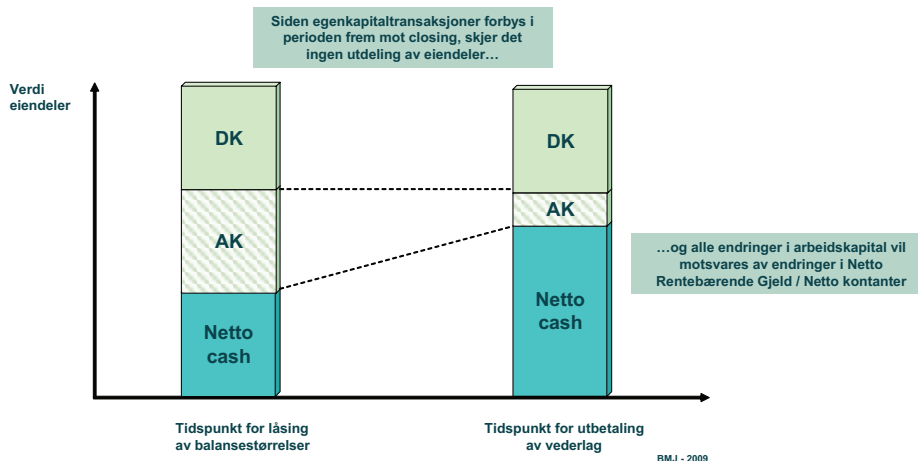 Siden egenkapitaltransaksjoner forbys i
perioden frem mot closing, skjer det
ingen utdeling av eiendeler…
Verdi
eiendeler
DK
AK
Netto
cash
DK
AK
Netto
cash
…og alle endringer i arbeidskapital vil
motsvares av endringer i Netto
Rentebærende Gjeld / Netto kontanter
Tidspunkt for låsing
av balansestørrelser
Tidspunkt for utbetaling
av vederlag
BMJ - 2009